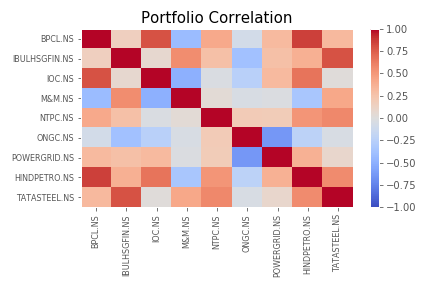 Portfolio Correlation
BPCL.NS
IBULHSGFIN.NS
IOC.NS
M&M.NS
NTPC.NS
ONGC.NS
POWERGRID.NS
HINDPETRO.NS
TATASTEEL.NS
BPCL.NS
IBULHSGFIN.NS
IOC.NS
M&M.NS
NTPC.NS
ONGC.NS
POWERGRID.NS
HINDPETRO.NS
TATASTEEL.NS
1.00
0.75
0.50
0.25
0.00
−0.25
−0.50
−0.75
−1.00